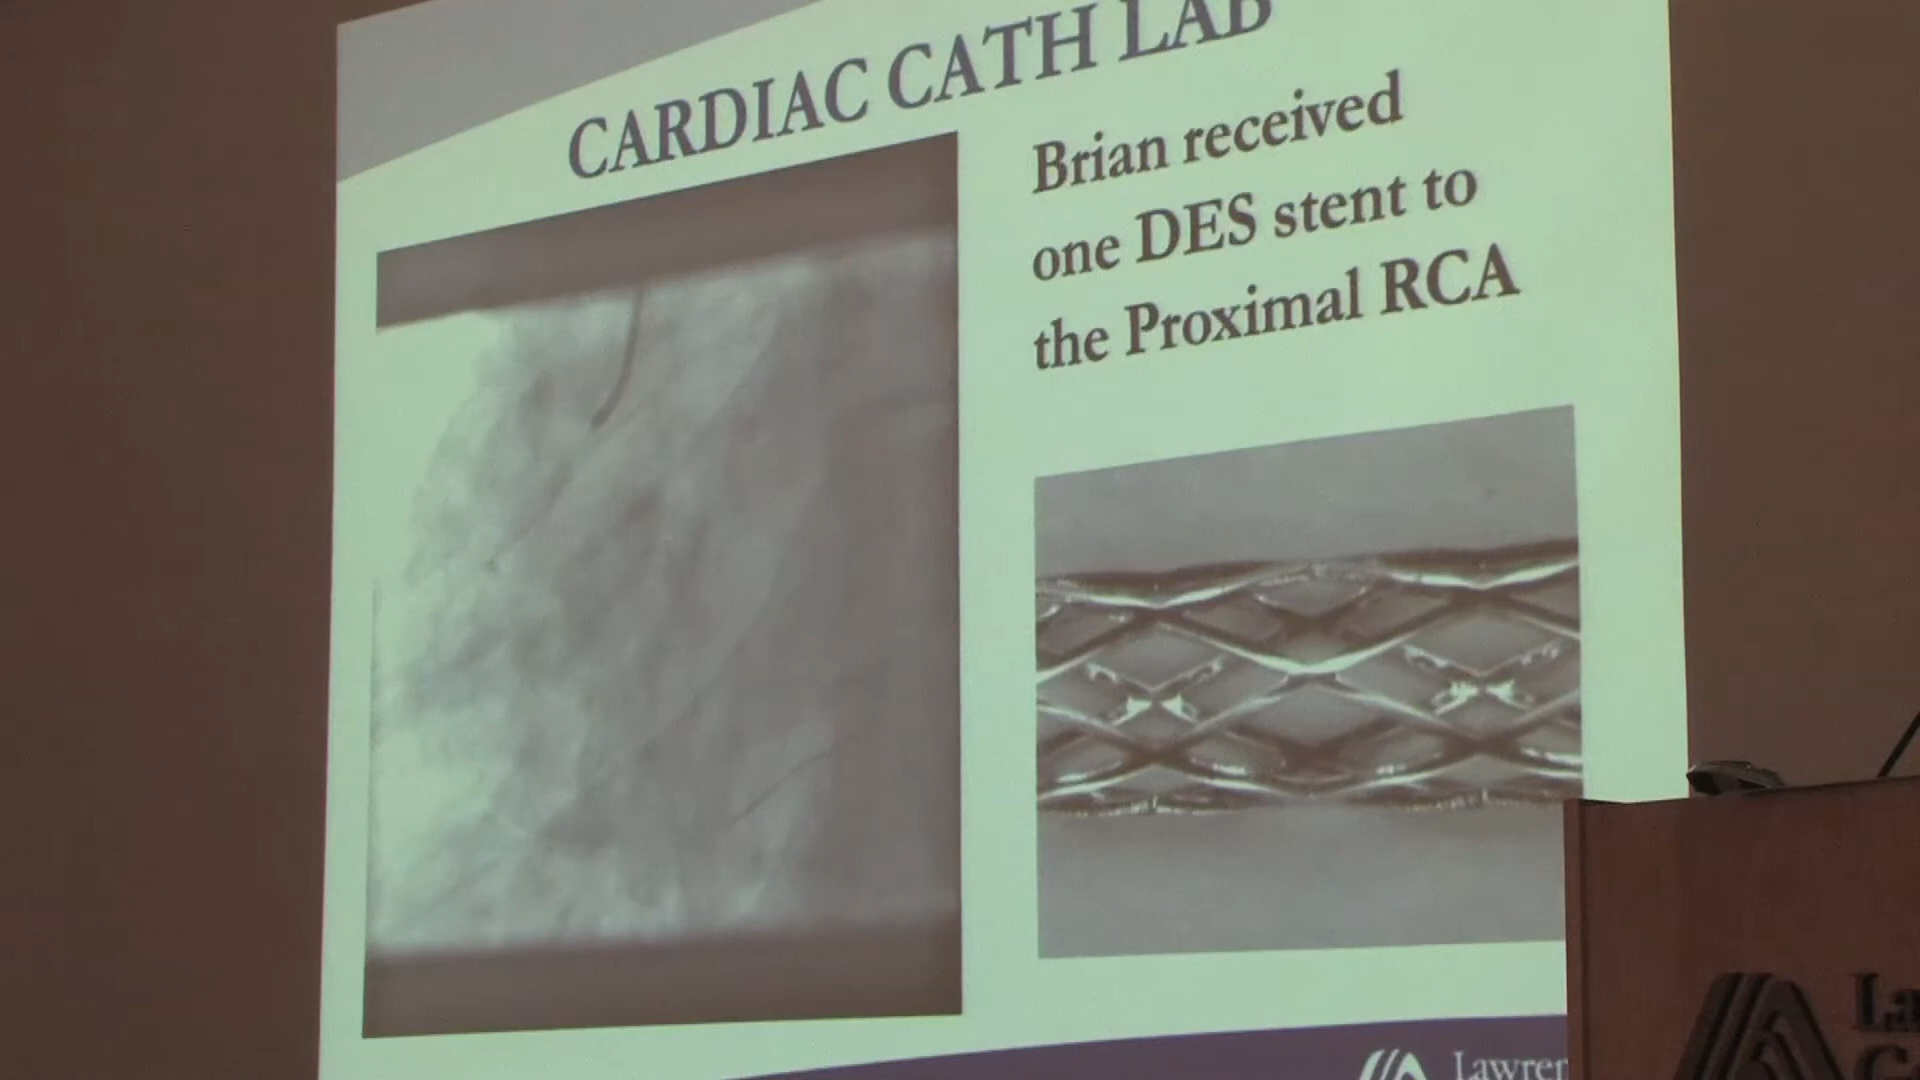 CARDIAC CATH LAB
Brian received
one DES stent to
the Proximal RCA